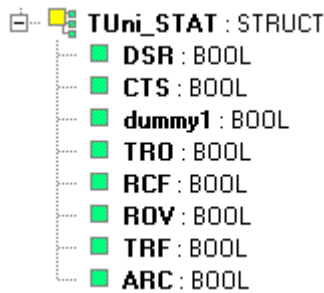 TUni_STAT : STRUCT
DSR : BOOL
CTS : BOOL
dummy1 : BOOL
TRO : BOOL
RCF : BOOL
ROV : BOOL
TRF : BOOL
ARC : BOOL